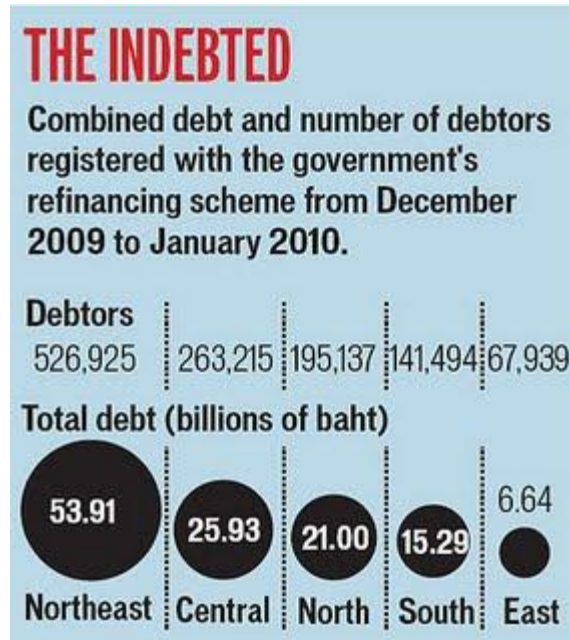 THE INDEBTED
Combined debt and number of debtors
registered with the government's
refinancing scheme from December
2009 to January 2010.
Debtors
526,925 263,215 195,137 141,494 67,939
Total debt (billions of baht)
53.91 25.93 21.00 15.29 6.64
Northeast Central North South East